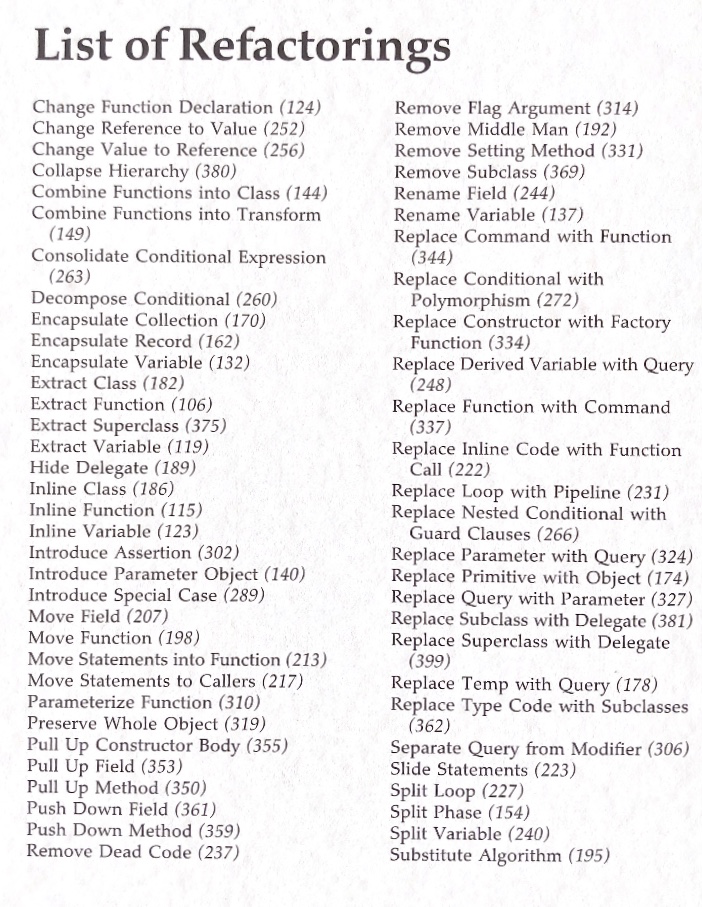 List of Refactorings
Change Function Declaration (124)
Change Reference to Value (252)
Change Value to Reference (256)
Collapse Hierarchy (380)
Combine Functions into Class (144)
Combine Functions into Transform
(149)
Consolidate Conditional Expression
(263)
Decompose Conditional (260)
Encapsulate Collection (170)
Encapsulate Record (162)
Encapsulate Variable (132)
Extract Class (182)
Extract Function (106)
Extract Superclass (375)
Extract Variable (119)
Hide Delegate (189)
Inline Class (186)
Inline Function (115)
Inline Variable (123)
Introduce Assertion (302)
Introduce Parameter Object (140)
Introduce Special Case (289)
Move Field (207)
Move Function (198)
Move Statements into Function (213)
Move Statements to Callers (217)
Parameterize Function (310)
Preserve Whole Object (319)
Pull Up Constructor Body (355)
Pull Up Field (353)
Pull Up Method (350)
Push Down Field (361)
Push Down Method (359)
Remove Dead Code (237)
Remove Flag Argument (314)
Remove Middle Man (192)
Remove Setting Method (331)
Remove Subclass (369)
Rename Field (244)
Rename Variable (137)
Replace Command with Function
(344)
Replace Conditional with
Polymorphism (272)
Replace Constructor with Factory
Function (334)
Replace Derived Variable with Query
(248)
Replace Function with Command
(337)
Replace Inline Code with Function
Call (222)
Replace Loop with Pipeline (231)
Replace Nested Conditional with
Guard Clauses (266)
Replace Parameter with Query (324)
Replace Primitive with Object (174)
Replace Query with Parameter (327)
Replace Subclass with Delegate (381)
Replace Superclass with Delegate
(399)
Replace Temp with Query (178)
Replace Type Code with Subclasses
(362)
Separate Query from Modifier (306)
Slide Statements (223)
Split Loop (227)
Split Phase (154)
Split Variable (240)
Substitute Algorithm (195)